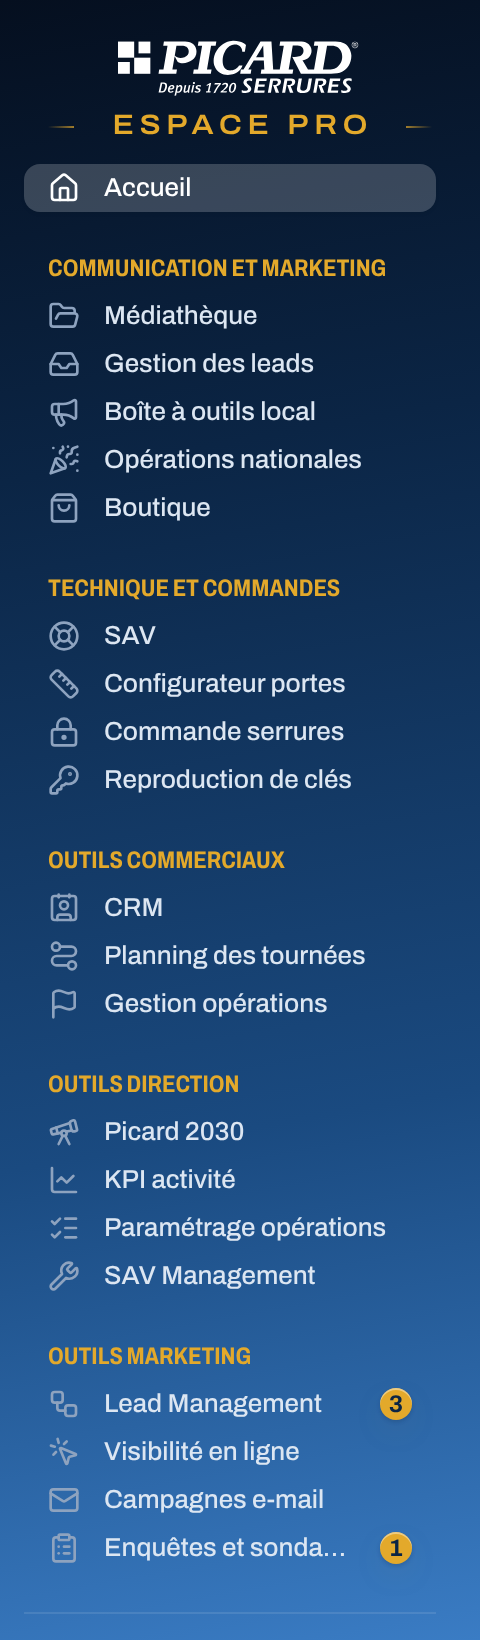 PICARD®
Depuis 1720 SERRURES
ESPACE PRO
Accueil
COMMUNICATION ET MARKETING
Médiathèque
Gestion des leads
Boîte à outils local
Opérations nationales
Boutique
TECHNIQUE ET COMMANDES
SAV
Configurateur portes
Commande serrures
Reproduction de clés
OUTILS COMMERCIAUX
CRM
Planning des tournées
Gestion opérations
OUTILS DIRECTION
Picard 2030
KPI activité
Paramétrage opérations
SAV Management
OUTILS MARKETING
Lead Management 3
Visibilité en ligne
Campagnes e-mail
Enquêtes et sonda... 1